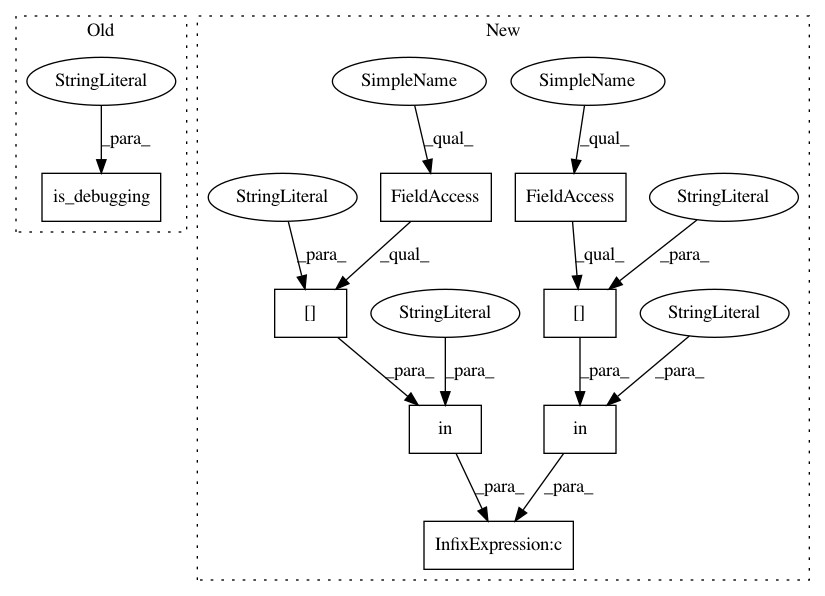 Old
New
StringLiteral
SimpleName
SimpleName
_para_
_qual_
_qual_
is_debugging
StringLiteral
FieldAccess
FieldAccess
StringLiteral
_para_
_qual_
_qual_
_para_
[]
StringLiteral
[]
StringLiteral
_para_
_para_
_para_
_para_
in
in
_para_
_para_
InfixExpression:c